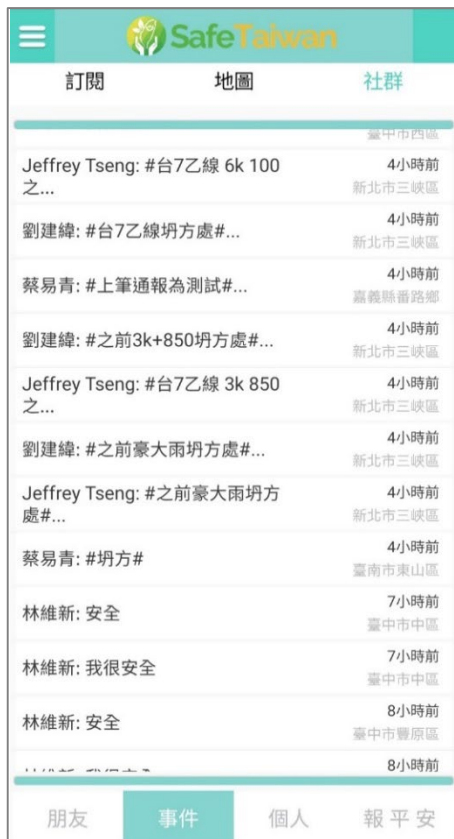 SafeTaiwan
訂閱 地圖 社群
臺中市西區
Jeffrey Tseng: #台7乙線 6k 100 4小時前
之... 新北市三峽區
劉建緯: #台7乙線坍方處#... 4小時前
新北市三峽區
蔡易青: #上筆通報為測試#... 4小時前
嘉義縣番路鄉
劉建緯: #之前3k+850坍方處#... 4小時前
新北市三峽區
Jeffrey Tseng: #台7乙線 3k 850 4小時前
之... 新北市三峽區
劉建緯: #之前豪大雨坍方處#... 4小時前
新北市三峽區
Jeffrey Tseng: #之前豪大雨坍方 4小時前
處#... 新北市三峽區
蔡易青: #坍方# 4小時前
臺南市東山區
林維新: 安全 7小時前
臺中市中區
林維新: 我很安全 7小時前
臺中市中區
林維新: 安全 8小時前
臺中市豐原區
8小時前
朋友 事件 個人 報平安